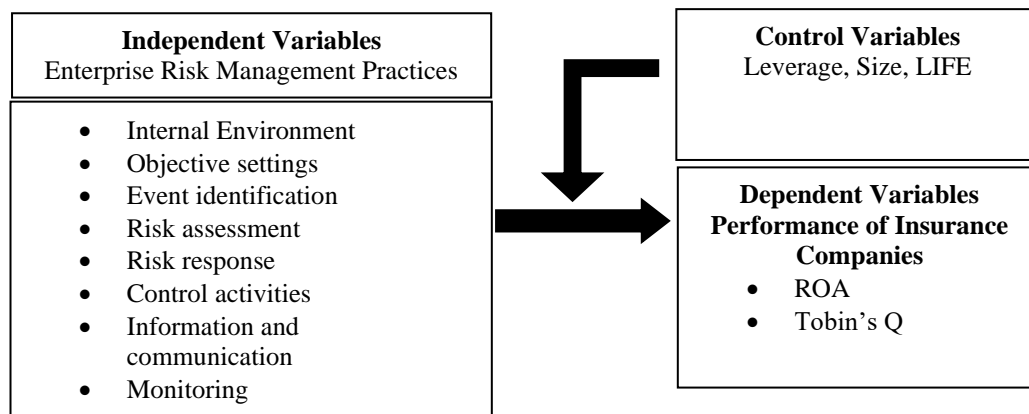 Independent Variables
Enterprise Risk Management Practices
• Internal Environment
• Objective settings
• Event identification
• Risk assessment
• Risk response
• Control activities
• Information and
communication
• Monitoring
Control Variables
Leverage, Size, LIFE
Dependent Variables
Performance of Insurance
Companies
• ROA
• Tobin’s Q